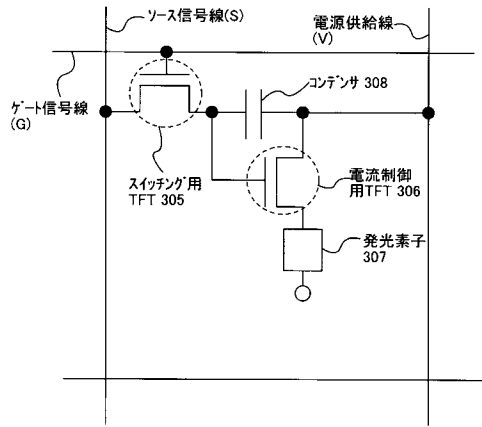 ソース信号線(S)
電源供給線
(V)
ゲート信号線
(G)
コンデンサ 308
スイッチング用
TFT 305
電流制御
用TFT 306
発光素子
307